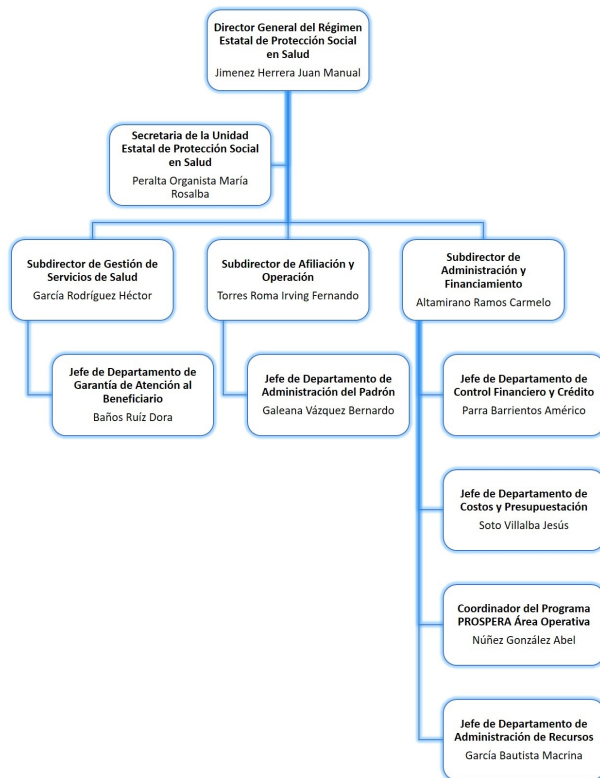 Director General del Régimen
Estatal de Protección Social
en Salud
Jimenez Herrera Juan Manual
Secretaria de la Unidad
Estatal de Protección Social
en Salud
Peralta Organista María
Rosalba
Subdirector de Gestión de
Servicios de Salud
García Rodríguez Héctor
Subdirector de Afiliación y
Operación
Torres Roma Irving Fernando
Subdirector de
Administración y
Financiamiento
Altamirano Ramos Carmelo
Jefe de Departamento de
Garantía de Atención al
Beneficiario
Baños Ruíz Dora
Jefe de Departamento de
Administración del Padrón
Galeana Vázquez Bernardo
Jefe de Departamento de
Control Financiero y Crédito
Parra Barrientos Américo
Jefe de Departamento de
Costos y Presupuestación
Soto Villalba Jesús
Coordinador del Programa
PROSPERA Área Operativa
Núñez González Abel
Jefe de Departamento de
Administración de Recursos
García Bautista Macrina